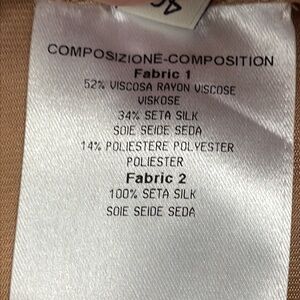 COMPOSIZIONE-COMPOSITION
Fabric 1
52% VISCOSA RAYON VISCOSE
VISKOSE
34% SETA SILK
SOIE SEIDE SEDA
14% POLIESTERE POLYESTER
POLIESTER
Fabric 2
100% SETA SILK
SOIE SEIDE SEDA